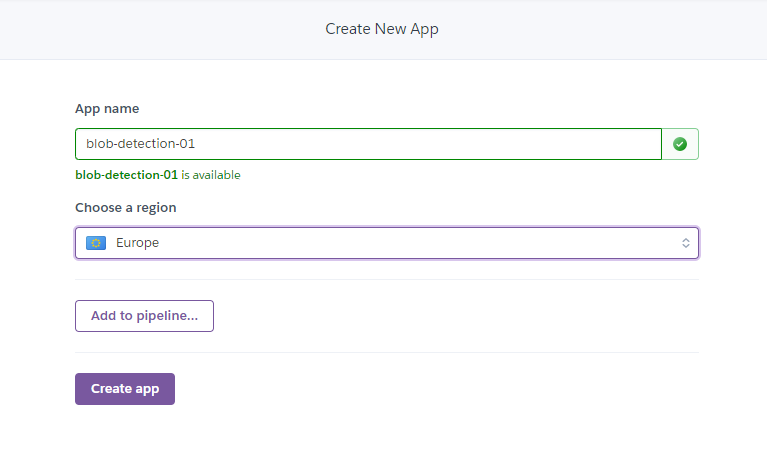 Create New App
App name
blob-detection-01
blob-detection-01 is available
Choose a region
Europe
Add to pipeline...
Create app